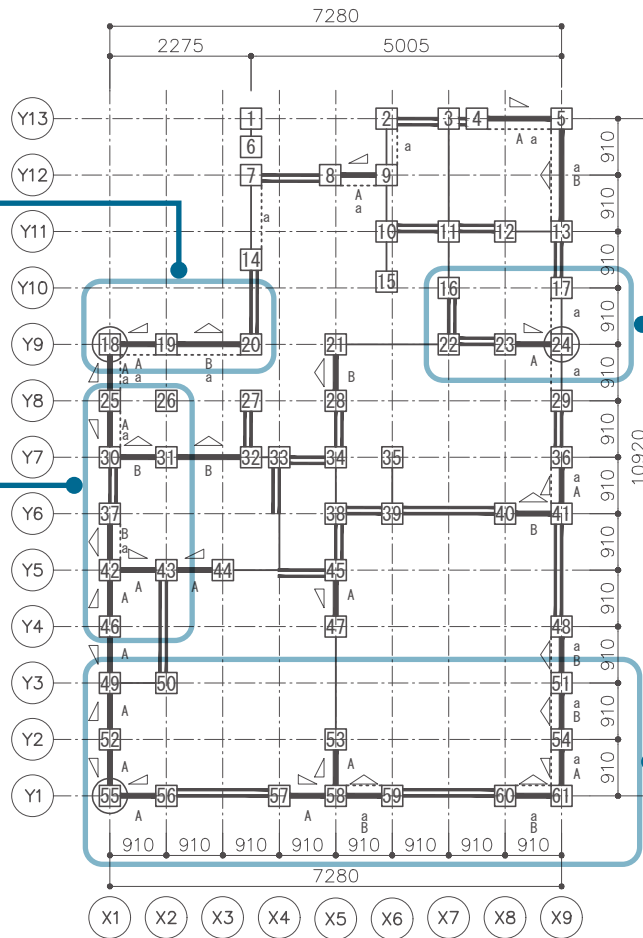 7280
2275 5005
Y13 1 2 3 4 5
A a
6 a
a
B
910
Y12 7 8 9
A
a
a
910
Y11 10 11 12 13
910
14
15
Y10 16 17
a
910
Y9 18 19 20 21 22 23 24
A
a
A
a
B
a
B
A
a
910
Y8 25 26 27 28 29
A
a
910
Y7 30 31 32 33 34 35 36
B B
a
A
910
10920
Y6 37 38 39 40 41
B
a
B
910
Y5 42 43 44 45
A A A
A
910
Y4 46 47 48
A
a
B
910
Y3 49 50 51
A
a
B
910
Y2 52 53 54
A
A
a
A
910
Y1 55 56 57 58 59 60 61
A A
a
B
a
B
910 910 910 910 910 910 910 910
7280
X1 X2 X3 X4 X5 X6 X7 X8 X9